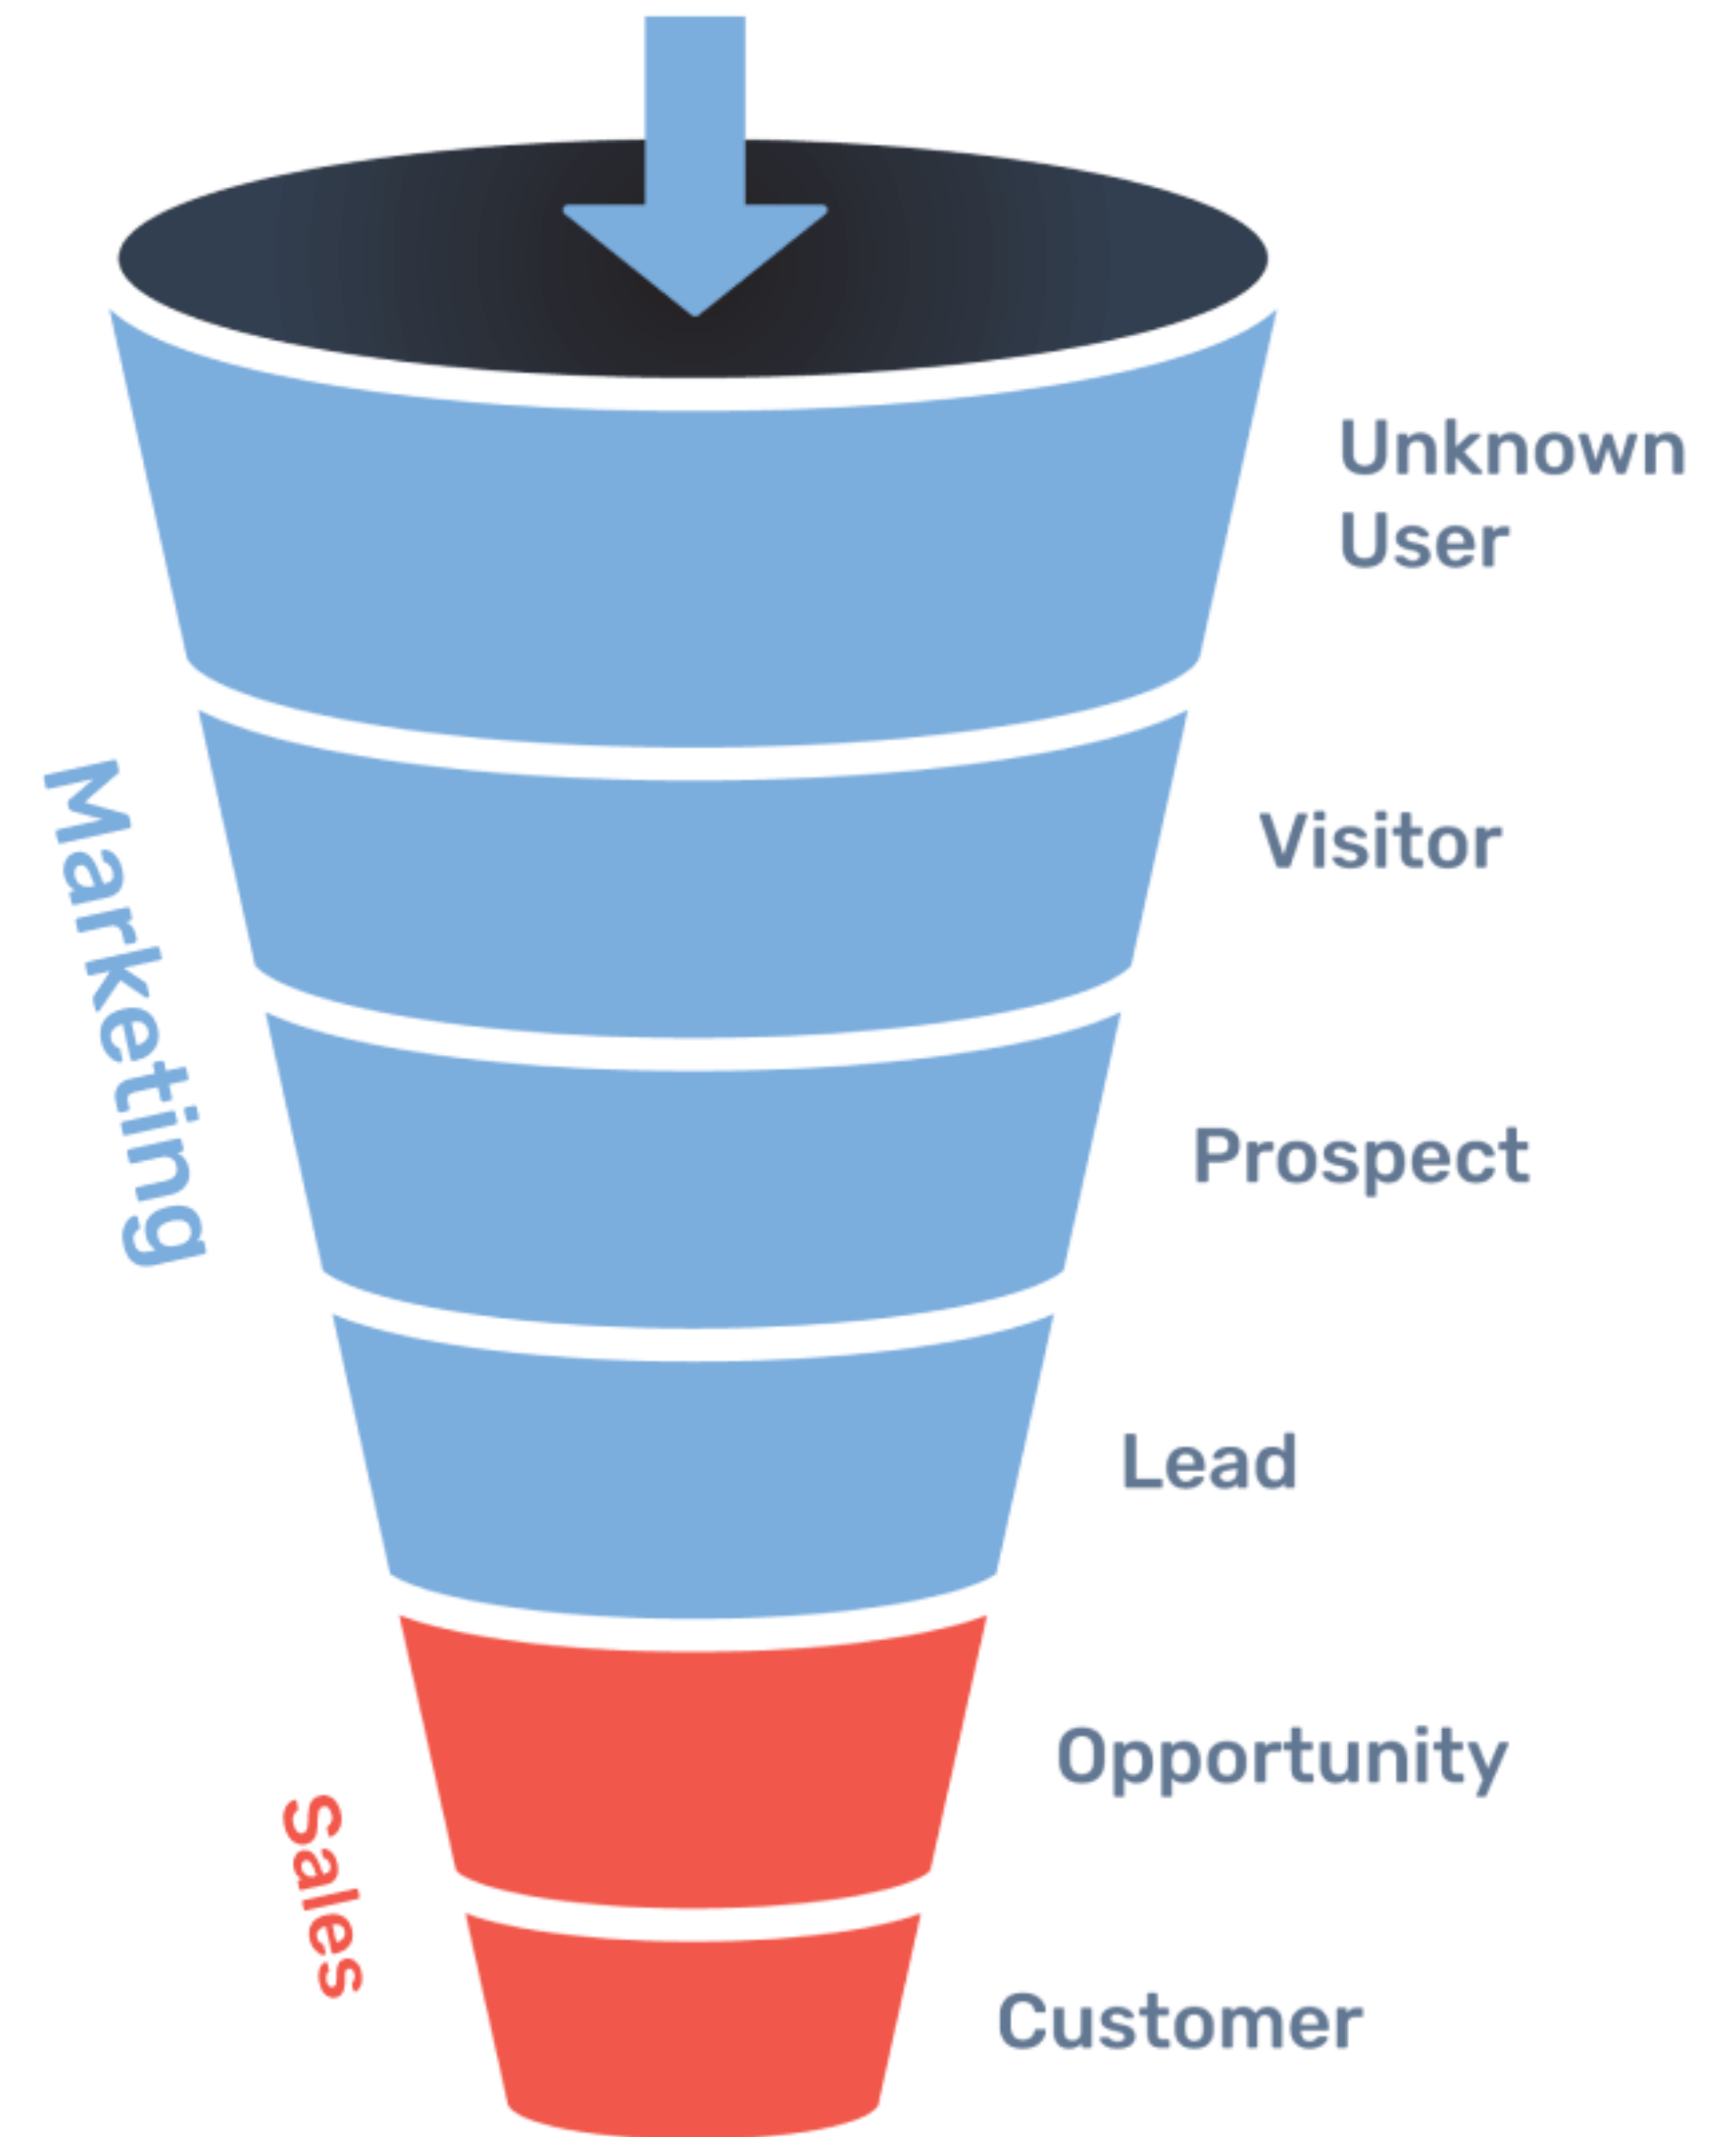 Unknown
User
Visitor
Marketing
Prospect
Lead
Opportunity
Sales
Customer